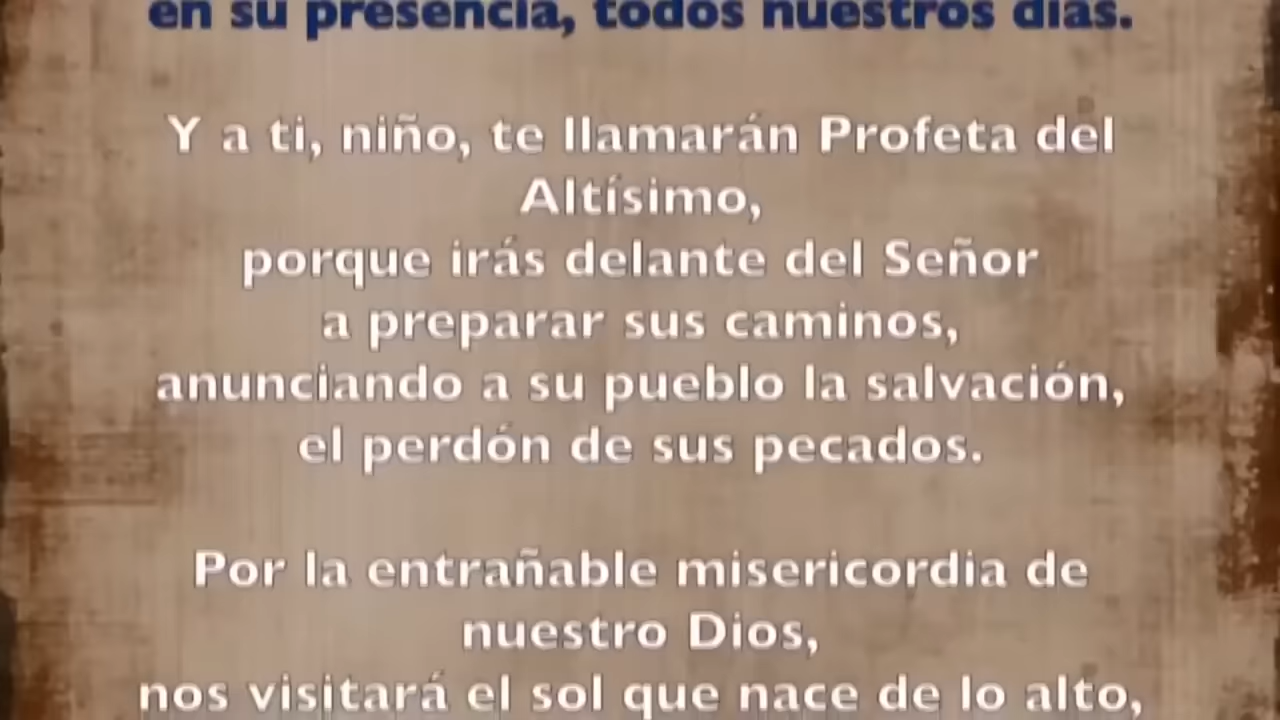 en su presencia, todos nuestros días.
Y a ti, niño, te llamarán Profeta del
Altísimo,
porque irás delante del Señor
a preparar sus caminos,
anunciando a su pueblo la salvación,
el perdón de sus pecados.
Por la entrañable misericordia de
nuestro Dios,
nos visitará el sol que nace de lo alto,